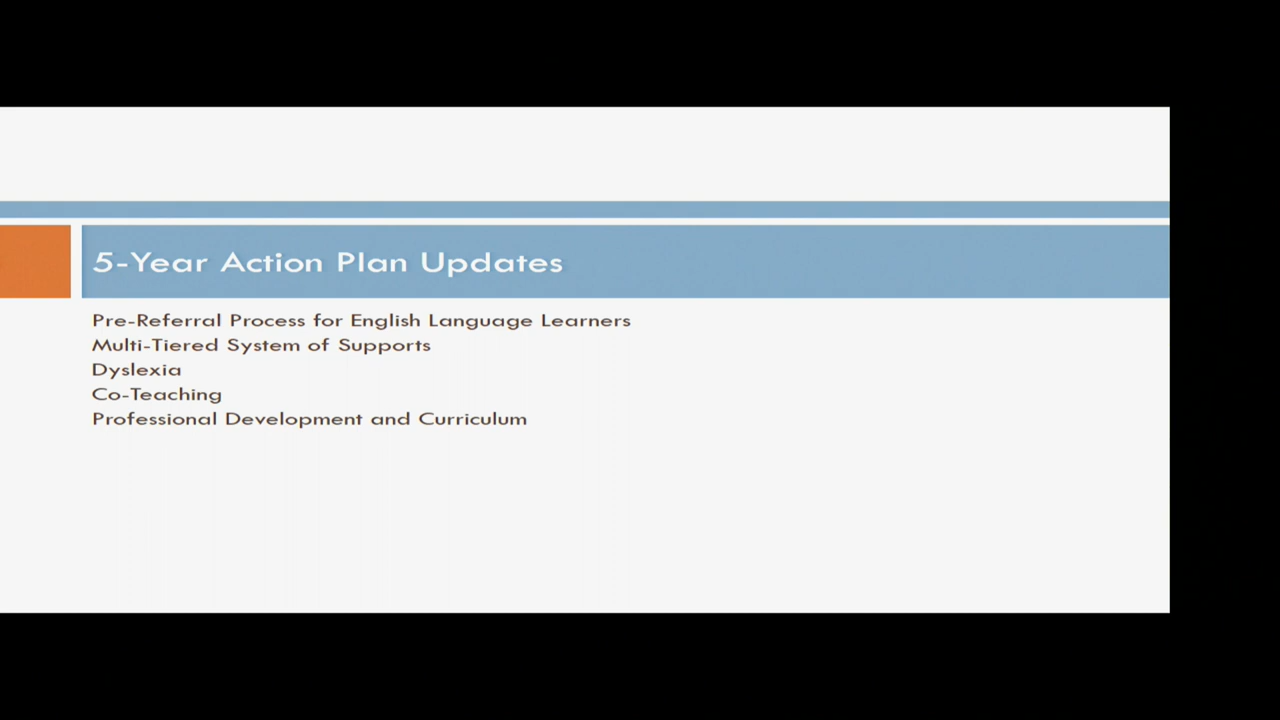 5-Year Action Plan Updates
Pre-Referral Process for English Language Learners
Multi-Tiered System of Supports
Dyslexia
Co-Teaching
Professional Development and Curriculum